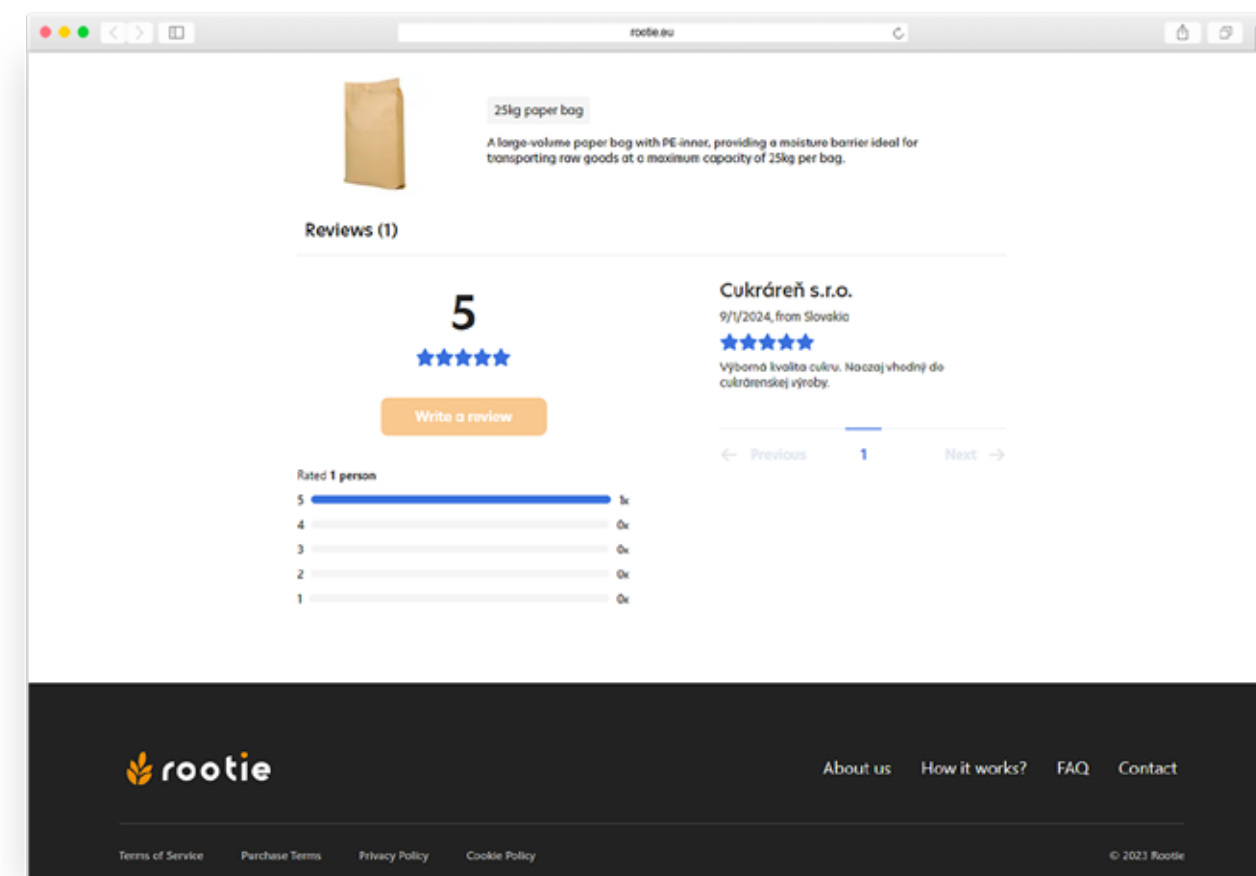 rootie.eu
25kg paper bag
A large-volume paper bag with PE-inner, providing a moisture barrier ideal for
transporting raw goods at a maximum capacity of 25kg per bag.
Reviews (1)
5
Write a review
Rated 1 person
5 1x
4 0x
3 0x
2 0x
1 0x
Cukráreň s.r.o.
9/1/2024, from Slovakia
Výborná kvalita cukru. Naozaj vhodný do
cukrárenskej výroby.
← Previous 1 Next →
rootie
About us How it works? FAQ Contact
Terms of Service Purchase Terms Privacy Policy Cookie Policy © 2023 Rootie